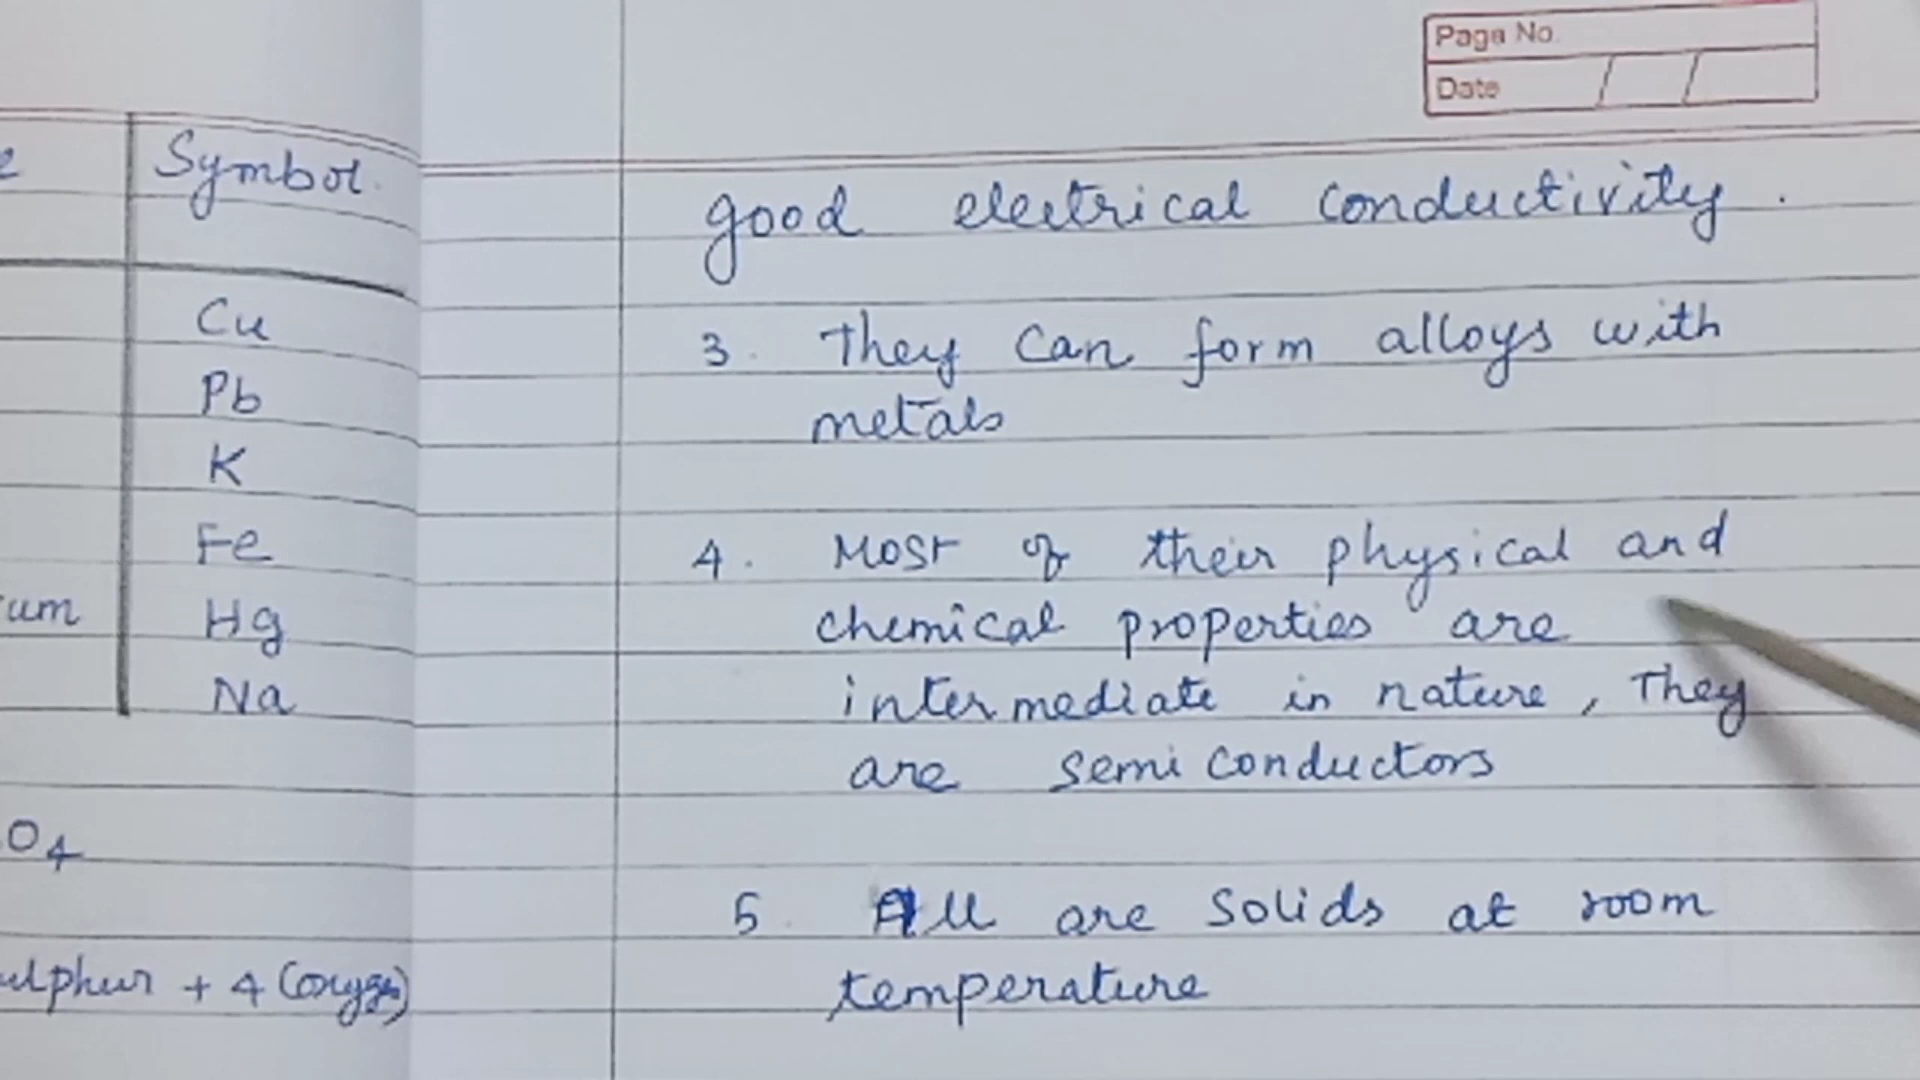 Symbol.
Cu
Pb
K
Fe
um Hg
Na
O4
ulphur + 4 (oxygen)
Page No.
Date / /
good electrical conductivity.
3. They can form alloys with
metals
4. Most of their physical and
chemical properties are
intermediate in nature, They
are semi conductors
5. All are solids at room
temperature